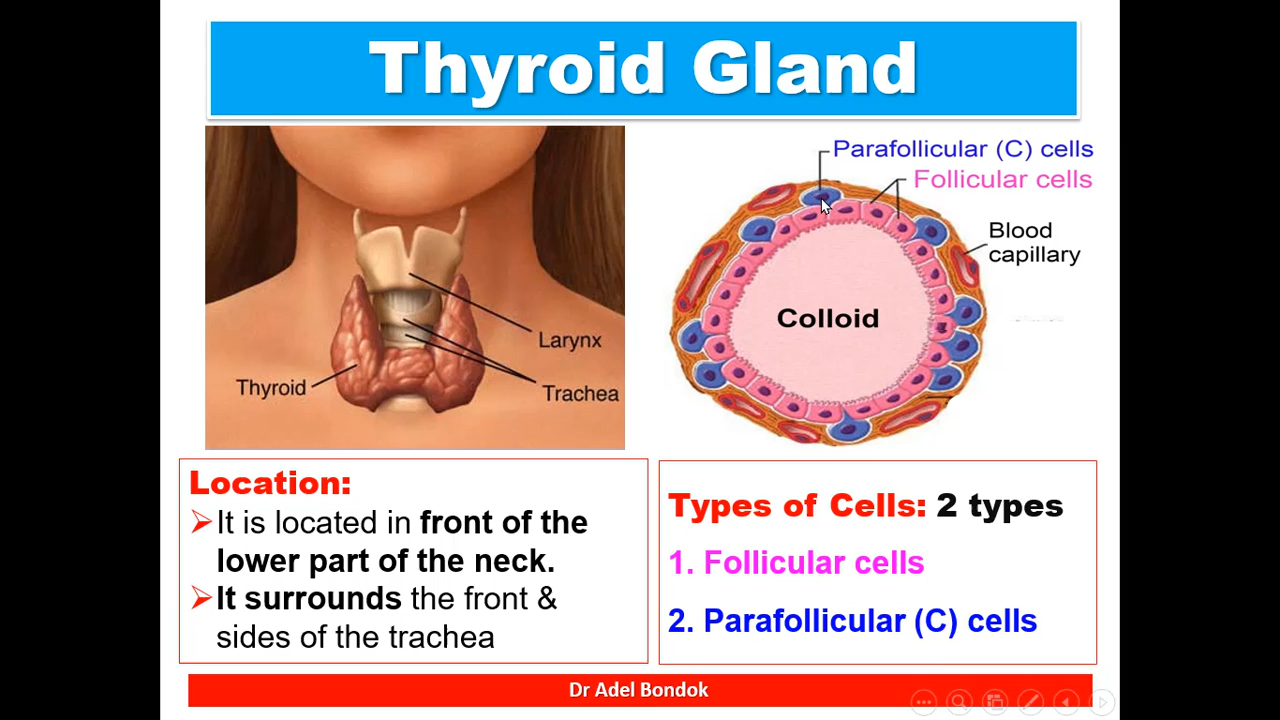 Thyroid Gland
Larynx
Thyroid
Trachea
Parafollicular (C) cells
Follicular cells
Blood
capillary
Colloid
Location:
➢It is located in front of the
lower part of the neck.
➢It surrounds the front &
sides of the trachea
Types of Cells: 2 types
1. Follicular cells
2. Parafollicular (C) cells
Dr Adel Bondok